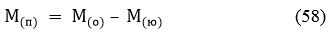 М(п) = М(о) – М(ю) (58)